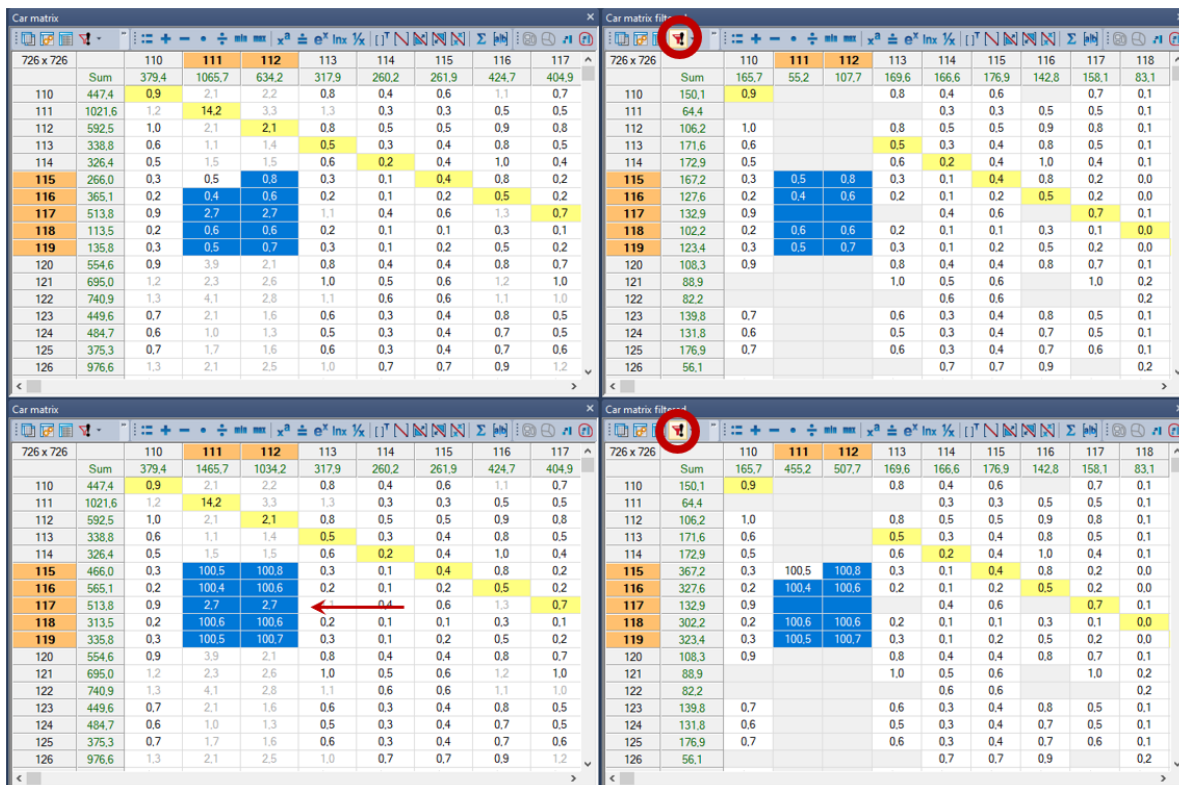 Car matrix
min max xª eˣ lnx ¹/x []ᵀ Σ [ab]
726 x 726 110 111 112 113 114 115 116 117
Sum 379,4 1065,7 634,2 317,9 260,2 261,9 424,7 404,9
110 447,4 0,9 2,1 2,2 0,8 0,4 0,6 1,1 0,7
111 1021,6 1,2 14,2 3,3 1,3 0,3 0,3 0,5 0,5
112 592,5 1,0 2,1 2,1 0,8 0,5 0,5 0,9 0,8
113 338,8 0,6 1,1 1,4 0,5 0,3 0,4 0,8 0,5
114 326,4 0,5 1,5 1,5 0,6 0,2 0,4 1,0 0,4
115 266,0 0,3 0,5 0,8 0,3 0,1 0,4 0,8 0,2
116 365,1 0,2 0,4 0,6 0,2 0,1 0,2 0,5 0,2
117 513,8 0,9 2,7 2,7 1,1 0,4 0,6 1,3 0,7
118 113,5 0,2 0,6 0,6 0,2 0,1 0,1 0,3 0,1
119 135,8 0,3 0,5 0,7 0,3 0,1 0,2 0,5 0,2
120 554,6 0,9 3,9 2,1 0,8 0,4 0,4 0,8 0,7
121 695,0 1,2 2,3 2,6 1,0 0,5 0,6 1,2 1,0
122 740,9 1,3 4,1 2,8 1,1 0,6 0,6 1,1 1,0
123 449,6 0,7 2,1 1,6 0,6 0,3 0,4 0,8 0,5
124 484,7 0,6 1,0 1,3 0,5 0,3 0,4 0,7 0,5
125 375,3 0,7 1,7 1,6 0,6 0,3 0,4 0,7 0,6
126 976,6 1,3 2,1 2,5 1,0 0,7 0,7 0,9 1,2
Car matrix filtered
min max xª eˣ lnx ¹/x []ᵀ Σ [ab]
726 x 726 110 111 112 113 114 115 116 117 118
Sum 165,7 55,2 107,7 169,6 166,6 176,9 142,8 158,1 83,1
110 150,1 0,9 0,8 0,4 0,6 0,7 0,1
111 64,4 0,3 0,3 0,5 0,5 0,1
112 106,2 1,0 0,8 0,5 0,5 0,9 0,8 0,1
113 171,6 0,6 0,5 0,3 0,4 0,8 0,5 0,1
114 172,9 0,5 0,6 0,2 0,4 1,0 0,4 0,1
115 167,2 0,3 0,5 0,8 0,3 0,1 0,4 0,8 0,2 0,0
116 127,6 0,2 0,4 0,6 0,2 0,1 0,2 0,5 0,2 0,0
117 132,9 0,9 0,4 0,6 0,7 0,1
118 102,2 0,2 0,6 0,6 0,2 0,1 0,1 0,3 0,1 0,0
119 123,4 0,3 0,5 0,7 0,3 0,1 0,2 0,5 0,2 0,0
120 108,3 0,9 0,8 0,4 0,4 0,8 0,7 0,1
121 88,9 1,0 0,5 0,6 1,0 0,2
122 82,2 0,6 0,6 0,2
123 139,8 0,7 0,6 0,3 0,4 0,8 0,5 0,1
124 131,8 0,6 0,5 0,3 0,4 0,7 0,5 0,1
125 176,9 0,7 0,6 0,3 0,4 0,7 0,6 0,1
126 56,1 0,7 0,7 0,9 0,2
Car matrix
min max xª eˣ lnx ¹/x []ᵀ Σ [ab]
726 x 726 110 111 112 113 114 115 116 117
Sum 379,4 1465,7 1034,2 317,9 260,2 261,9 424,7 404,9
110 447,4 0,9 2,1 2,2 0,8 0,4 0,6 1,1 0,7
111 1021,6 1,2 14,2 3,3 1,3 0,3 0,3 0,5 0,5
112 592,5 1,0 2,1 2,1 0,8 0,5 0,5 0,9 0,8
113 338,8 0,6 1,1 1,4 0,5 0,3 0,4 0,8 0,5
114 326,4 0,5 1,5 1,5 0,6 0,2 0,4 1,0 0,4
115 466,0 0,3 100,5 100,8 0,3 0,1 0,4 0,8 0,2
116 565,1 0,2 100,4 100,6 0,2 0,1 0,2 0,5 0,2
117 513,8 0,9 2,7 2,7 0,4 0,6 1,3 0,7
118 313,5 0,2 100,6 100,6 0,2 0,1 0,1 0,3 0,1
119 335,8 0,3 100,5 100,7 0,3 0,1 0,2 0,5 0,2
120 554,6 0,9 3,9 2,1 0,8 0,4 0,4 0,8 0,7
121 695,0 1,2 2,3 2,6 1,0 0,5 0,6 1,2 1,0
122 740,9 1,3 4,1 2,8 1,1 0,6 0,6 1,1 1,0
123 449,6 0,7 2,1 1,6 0,6 0,3 0,4 0,8 0,5
124 484,7 0,6 1,0 1,3 0,5 0,3 0,4 0,7 0,5
125 375,3 0,7 1,7 1,6 0,6 0,3 0,4 0,7 0,6
126 976,6 1,3 2,1 2,5 1,0 0,7 0,7 0,9 1,2
Car matrix filtered
min max xª eˣ lnx ¹/x []ᵀ Σ [ab]
726 x 726 110 111 112 113 114 115 116 117 118
Sum 165,7 455,2 507,7 169,6 166,6 176,9 142,8 158,1 83,1
110 150,1 0,9 0,8 0,4 0,6 0,7 0,1
111 64,4 0,3 0,3 0,5 0,5 0,1
112 106,2 1,0 0,8 0,5 0,5 0,9 0,8 0,1
113 171,6 0,6 0,5 0,3 0,4 0,8 0,5 0,1
114 172,9 0,5 0,6 0,2 0,4 1,0 0,4 0,1
115 367,2 0,3 100,5 100,8 0,3 0,1 0,4 0,8 0,2 0,0
116 327,6 0,2 100,4 100,6 0,2 0,1 0,2 0,5 0,2 0,0
117 132,9 0,9 0,4 0,6 0,7 0,1
118 302,2 0,2 100,6 100,6 0,2 0,1 0,1 0,3 0,1 0,0
119 323,4 0,3 100,5 100,7 0,3 0,1 0,2 0,5 0,2 0,0
120 108,3 0,9 0,8 0,4 0,4 0,8 0,7 0,1
121 88,9 1,0 0,5 0,6 1,0 0,2
122 82,2 0,6 0,6 0,2
123 139,8 0,7 0,6 0,3 0,4 0,8 0,5 0,1
124 131,8 0,6 0,5 0,3 0,4 0,7 0,5 0,1
125 176,9 0,7 0,6 0,3 0,4 0,7 0,6 0,1
126 56,1 0,7 0,7 0,9 0,2